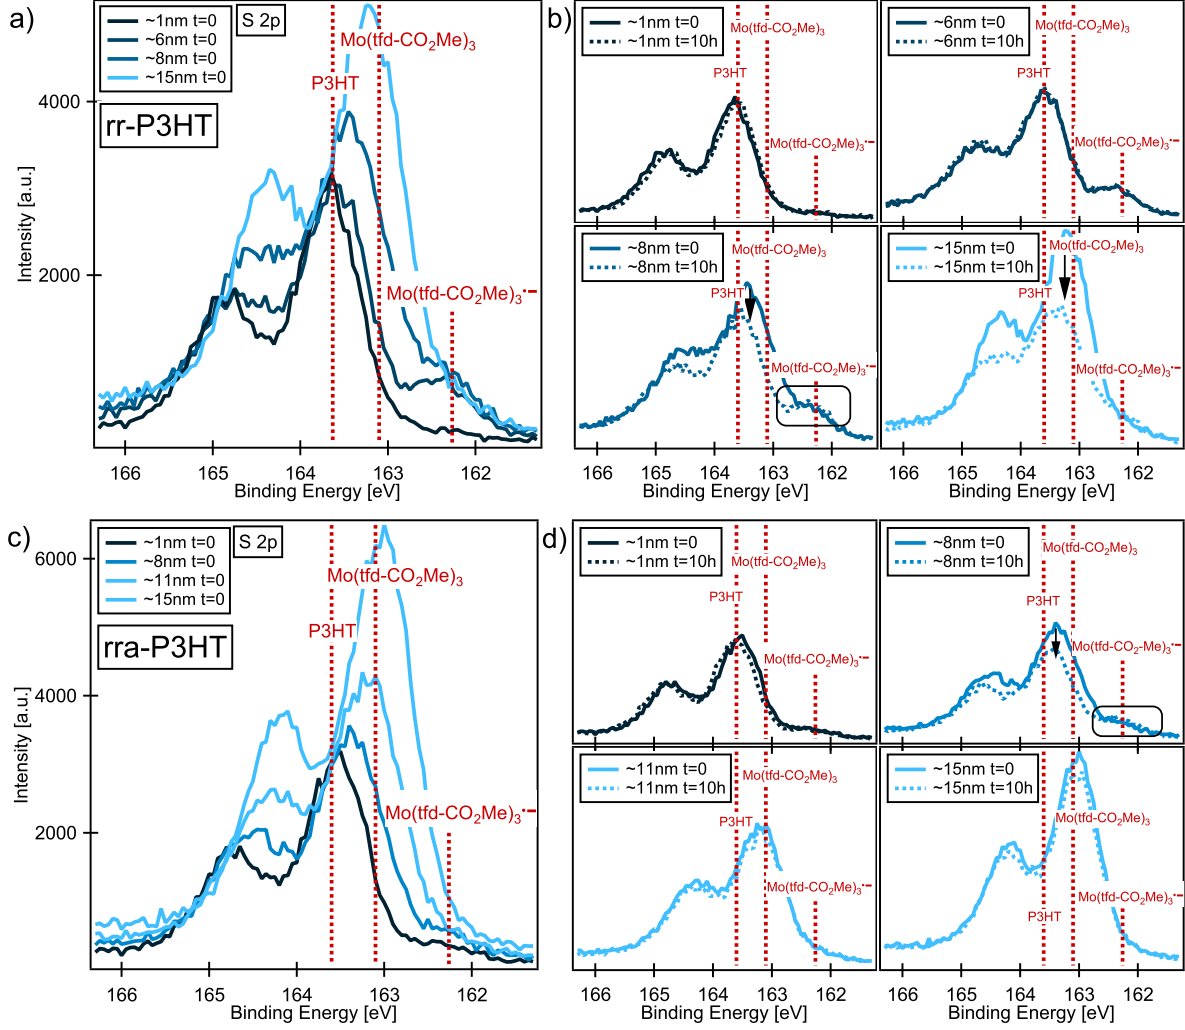 a)
~1nm t=0
~6nm t=0
~8nm t=0
~15nm t=0
S 2p
rr-P3HT
Mo(tfd-CO2Me)3
P3HT
Mo(tfd-CO2Me)3•−
4000
2000
Intensity [a.u.]
166 165 164 163 162
Binding Energy [eV]
b)
~1nm t=0
~1nm t=10h
Mo(tfd-CO2Me)3
P3HT
Mo(tfd-CO2Me)3•−
~6nm t=0
~6nm t=10h
Mo(tfd-CO2Me)3
P3HT
Mo(tfd-CO2Me)3•−
~8nm t=0
~8nm t=10h
Mo(tfd-CO2Me)3
P3HT
Mo(tfd-CO2Me)3•−
166 165 164 163 162
Binding Energy [eV]
~15nm t=0
~15nm t=10h
Mo(tfd-CO2Me)3
P3HT
Mo(tfd-CO2Me)3•−
166 165 164 163 162
Binding Energy [eV]
c)
~1nm t=0
~8nm t=0
~11nm t=0
~15nm t=0
S 2p
rra-P3HT
Mo(tfd-CO2Me)3
P3HT
Mo(tfd-CO2Me)3•−
6000
4000
2000
Intensity [a.u.]
166 165 164 163 162
Binding Energy [eV]
d)
~1nm t=0
~1nm t=10h
Mo(tfd-CO2Me)3
P3HT
Mo(tfd-CO2Me)3•−
~8nm t=0
~8nm t=10h
Mo(tfd-CO2Me)3
P3HT
Mo(tfd-CO2-Me)3•−
~11nm t=0
~11nm t=10h
Mo(tfd-CO2Me)3
P3HT
Mo(tfd-CO2Me)3•−
166 165 164 163 162
Binding Energy [eV]
~15nm t=0
~15nm t=10h
Mo(tfd-CO2Me)3
Mo(tfd-CO2Me)3•−
P3HT
166 165 164 163 162
Binding Energy [eV]